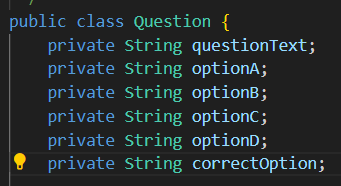 /
public class Question {
    private String questionText;
    private String optionA;
    private String optionB;
    private String optionC;
    private String optionD;
    private String correctOption;